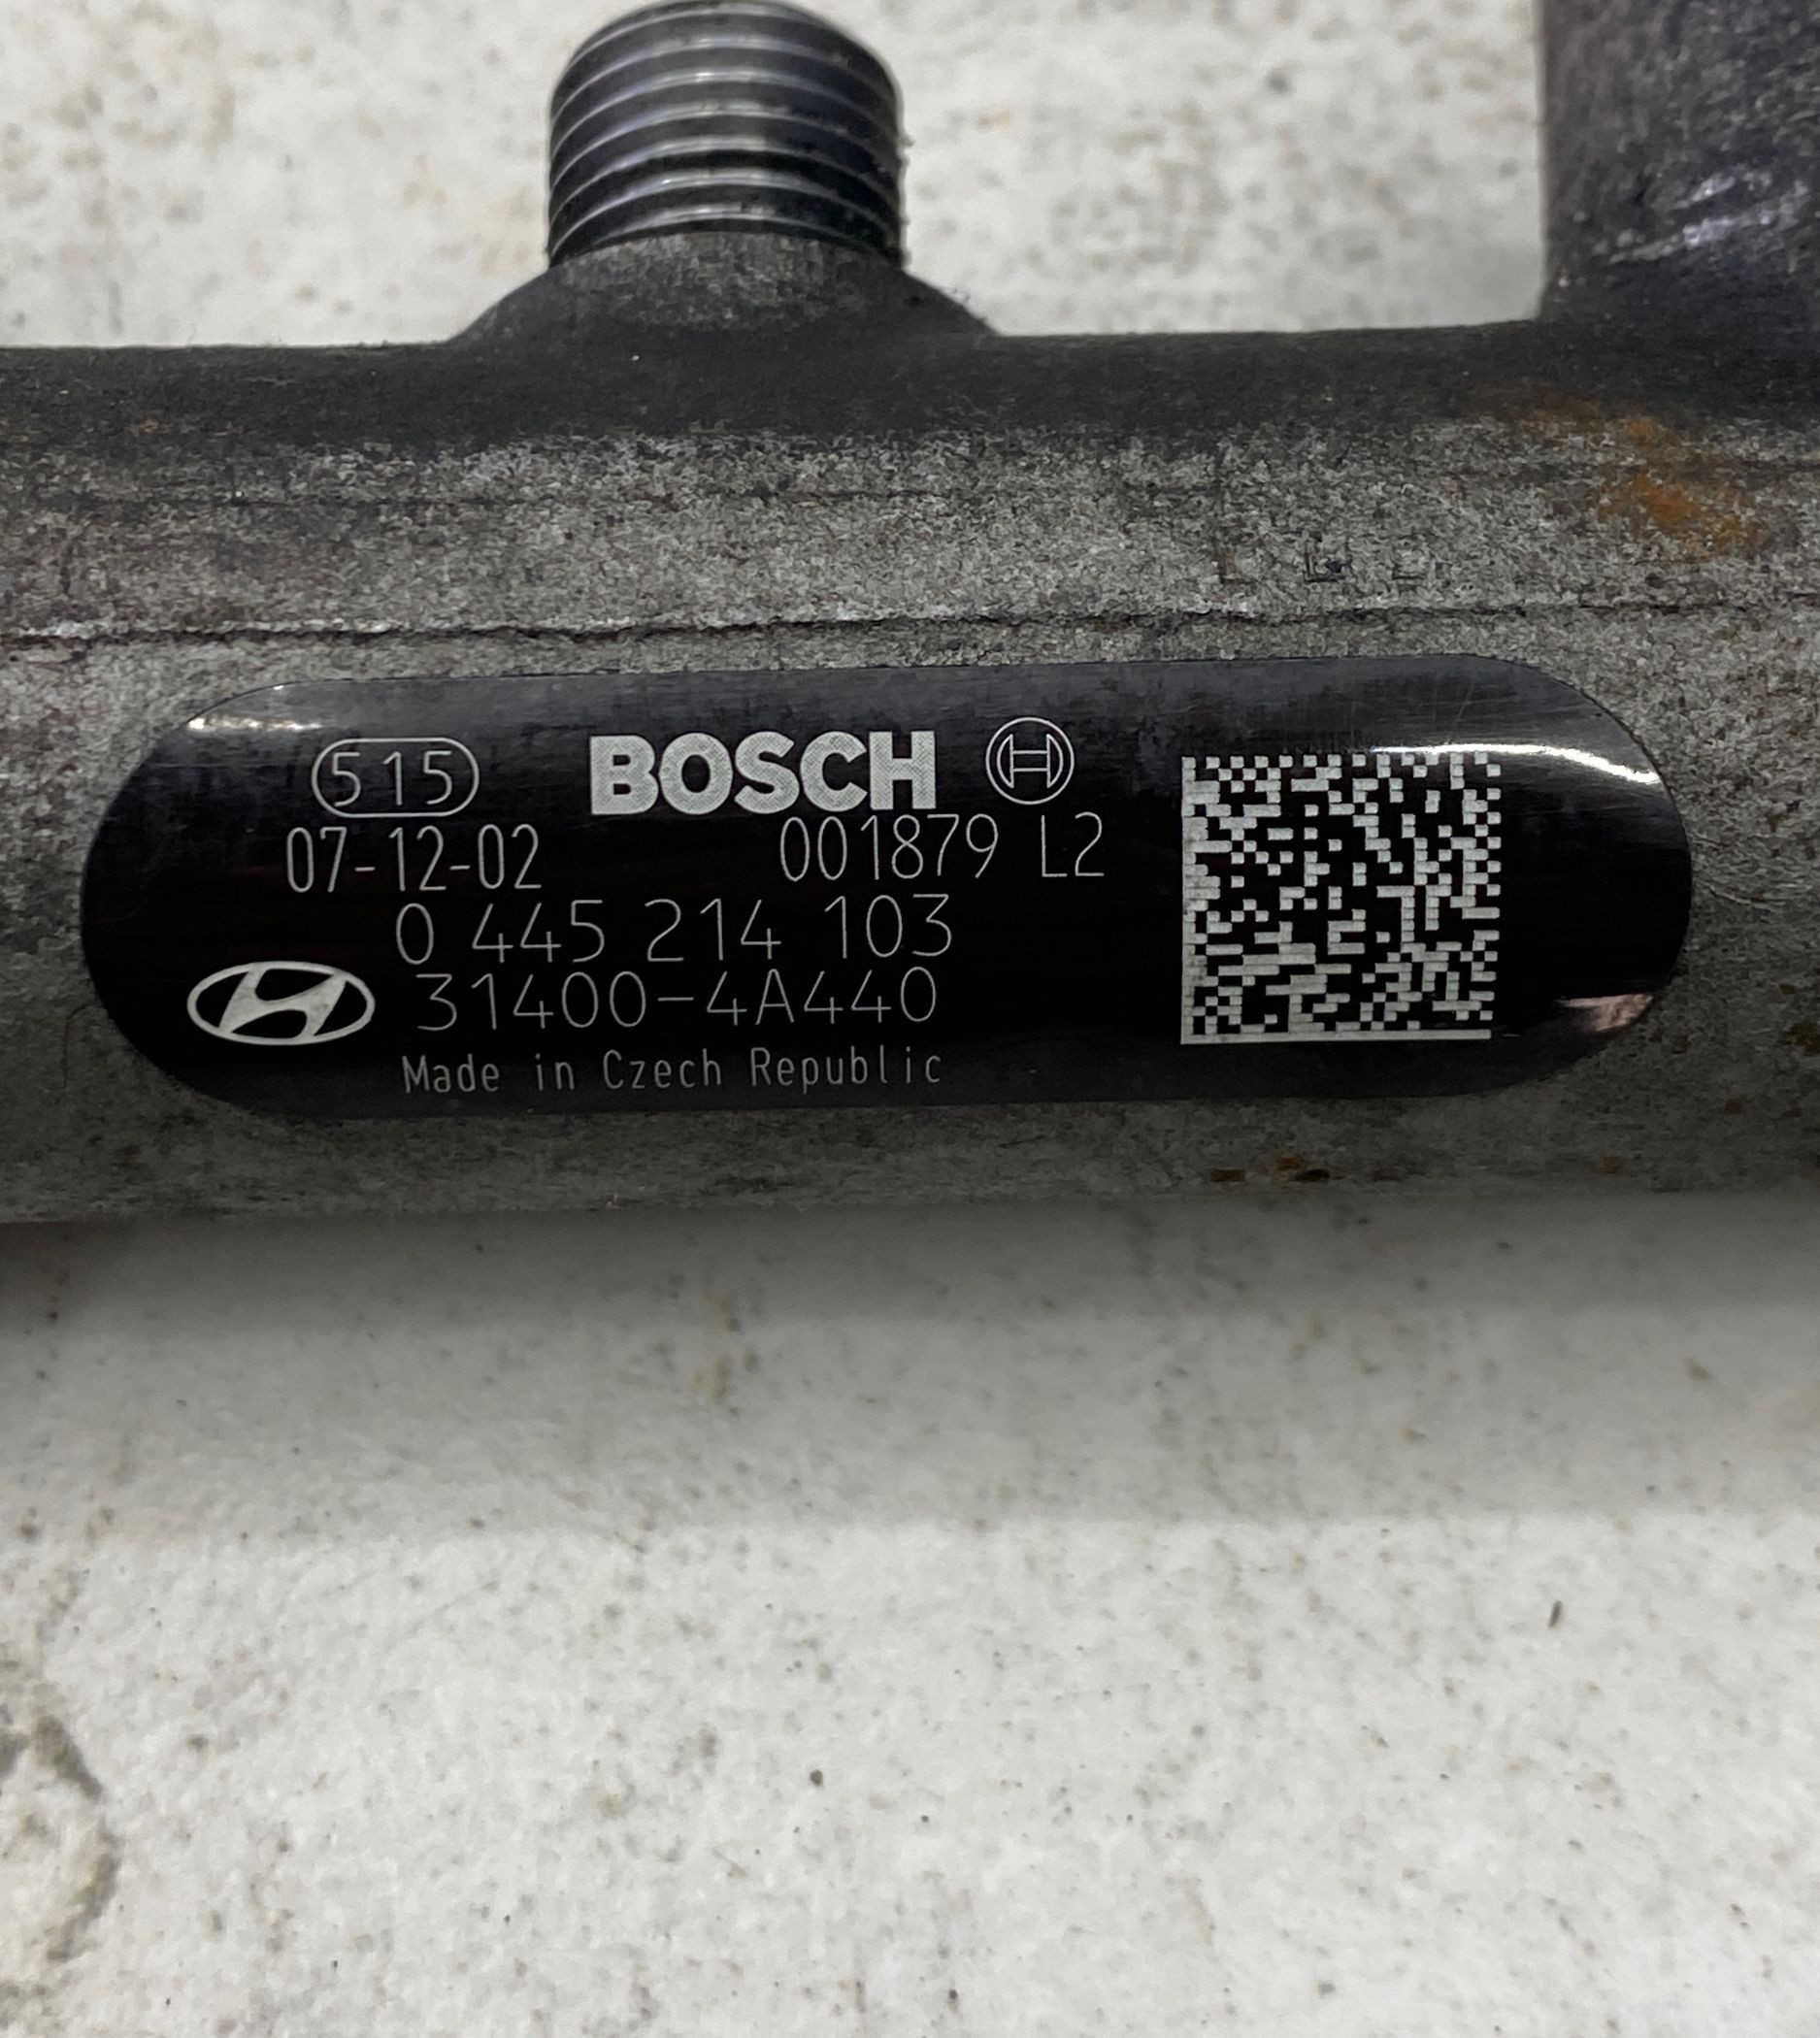 515 BOSCH
07-12-02 001879 L2
0 445 214 103
31400-4A440
Made in Czech Republic